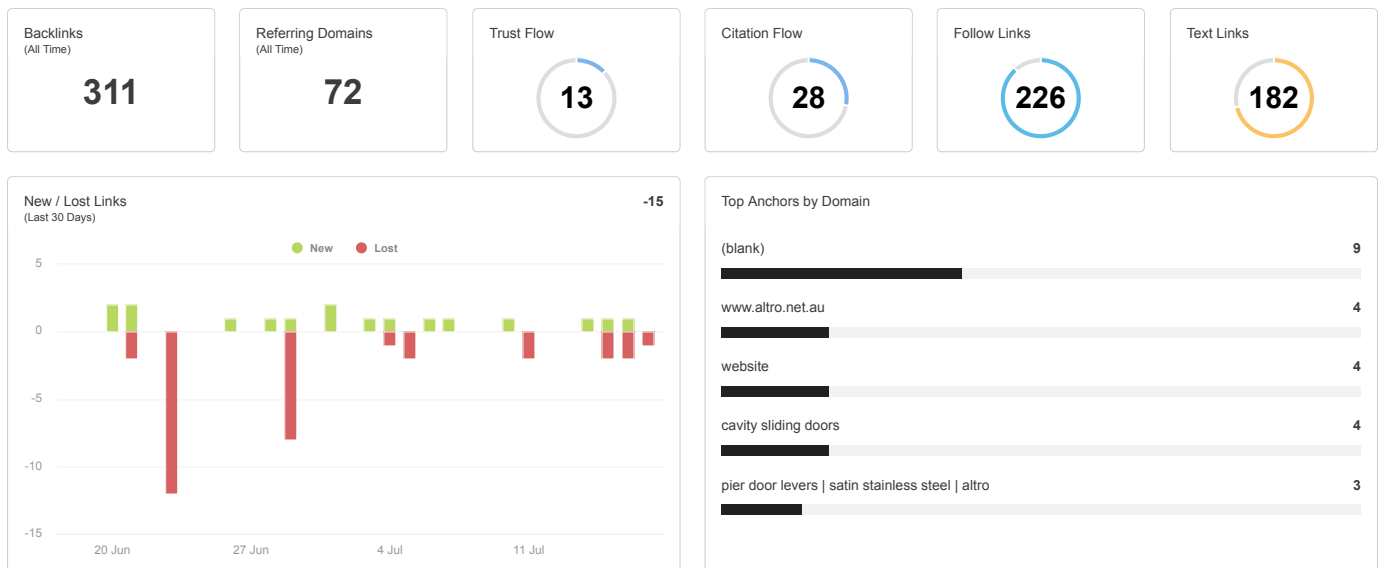 Backlinks
(All Time)
311
Referring Domains
(All Time)
72
Trust Flow
13
Citation Flow
28
Follow Links
226
Text Links
182
New / Lost Links
-15
(Last 30 Days)
New Lost
5
0
-5
-10
-15
20 Jun 27 Jun 4 Jul 11 Jul
Top Anchors by Domain
(blank) 9
www.altro.net.au 4
website 4
cavity sliding doors 4
pier door levers | satin stainless steel | altro 3